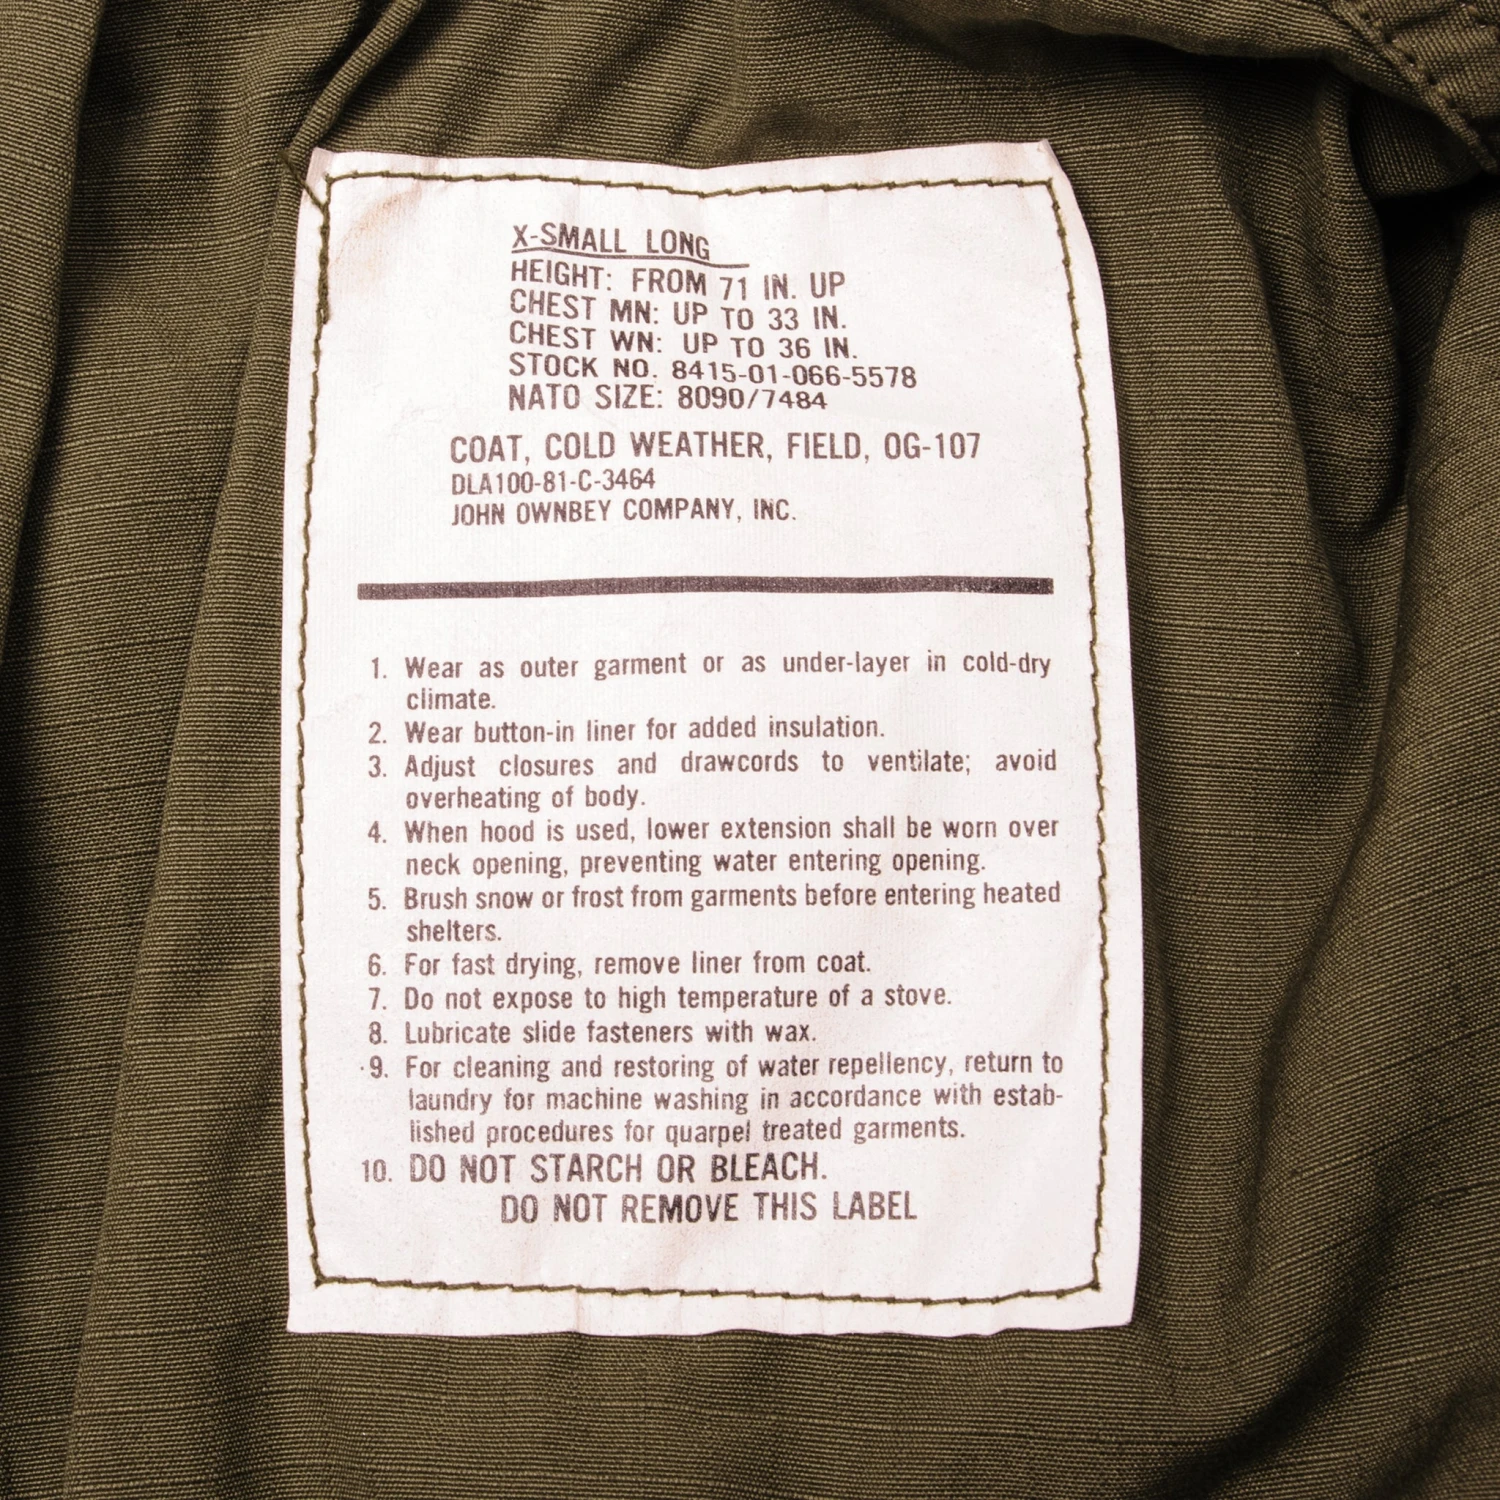 X-SMALL LONG
HEIGHT: FROM 71 IN. UP
CHEST MN: UP TO 33 IN.
CHEST WN: UP TO 36 IN.
STOCK NO. 8415-01-066-5578
NATO SIZE: 8090/7484
COAT, COLD WEATHER, FIELD, OG-107
DLA100-81-C-3464
JOHN OWNBEY COMPANY, INC.
1. Wear as outer garment or as under-layer in cold-dry
climate.
2. Wear button-in liner for added insulation.
3. Adjust closures and drawcords to ventilate; avoid
overheating of body.
4. When hood is used, lower extension shall be worn over
neck opening, preventing water entering opening.
5. Brush snow or frost from garments before entering heated
shelters.
6. For fast drying, remove liner from coat.
7. Do not expose to high temperature of a stove.
8. Lubricate slide fasteners with wax.
9. For cleaning and restoring of water repellency, return to
laundry for machine washing in accordance with estab-
lished procedures for quarpel treated garments.
10. DO NOT STARCH OR BLEACH.
DO NOT REMOVE THIS LABEL